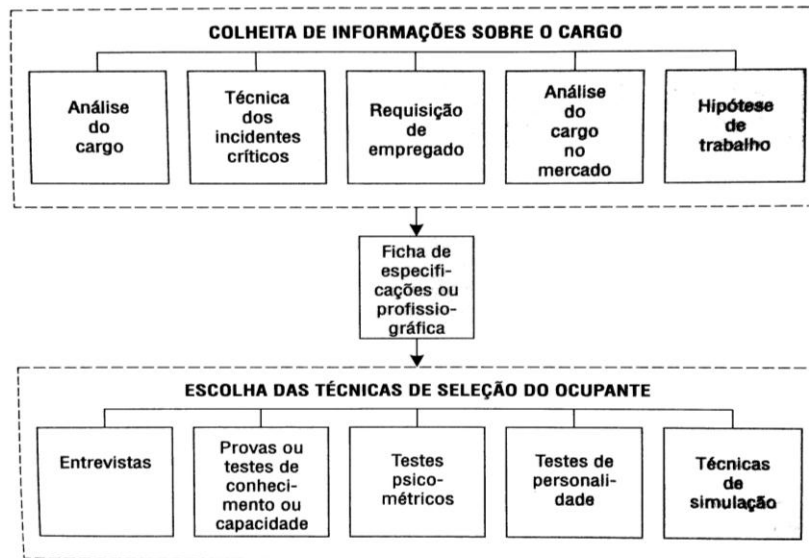 COLHEITA DE INFORMAÇÕES SOBRE O CARGO
Análise
do
cargo
Técnica
dos
incidentes
críticos
Requisição
de
empregado
Análise
do
cargo
no
mercado
Hipótese
de
trabalho
Ficha de
especifi-
cações ou
profissio-
gráfica
ESCOLHA DAS TÉCNICAS DE SELEÇÃO DO OCUPANTE
Entrevistas
Provas ou
testes de
conheci-
mento ou
capacidade
Testes
psico-
métricos
Testes de
persona-
lidade
Técnicas
de
simulação